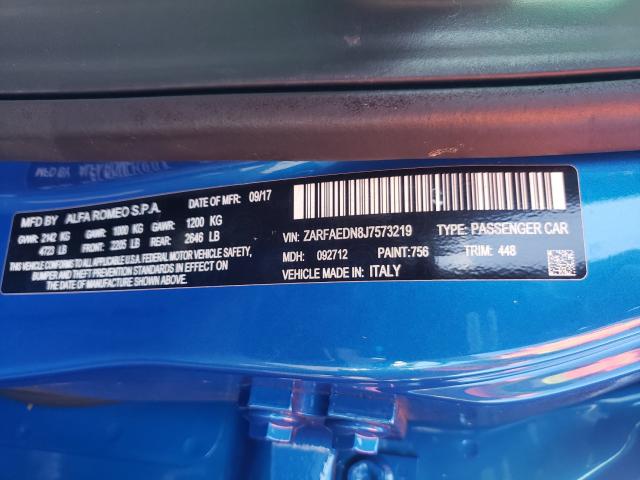 MFD BY ALFA ROMEO S.P.A. DATE OF MFR 09/17
GVWR: 2142 KG GAWR: 1000 KG GAWR: 1200 KG
4723 LB FRONT: 2205 LB REAR: 2646 LB
THIS VEHICLE CONFORMS TO ALL APPLICABLE U.S.A. FEDERAL MOTOR VEHICLE SAFETY,
BUMPER AND THEFT PREVENTION STANDARDS IN EFFECT ON
THE DATE OF MANUFACTURE SHOWN ABOVE.
VIN: ZARFAEDN8J7573219 TYPE: PASSENGER CAR
MDH: 092712 PAINT:756 TRIM: 448
VEHICLE MADE IN: ITALY